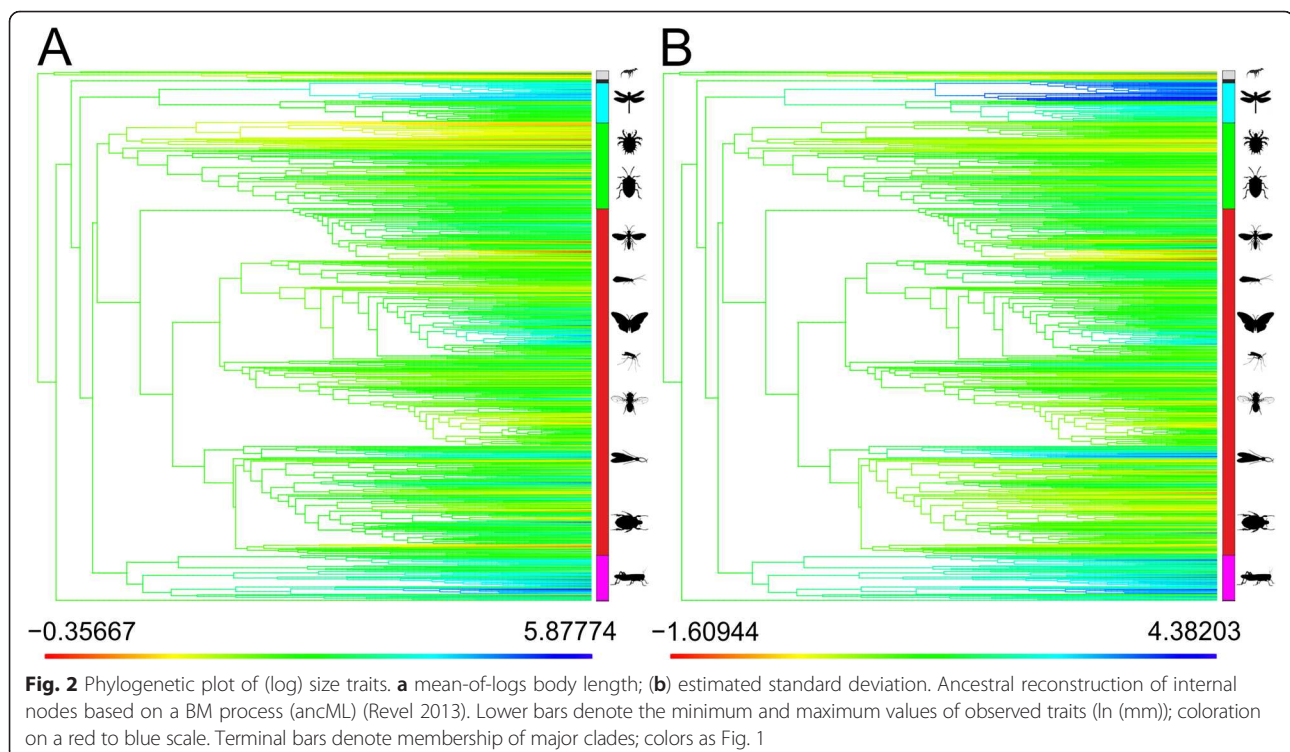 A
B
−0.35667 5.87774
−1.60944 4.38203
Fig. 2 Phylogenetic plot of (log) size traits. a mean-of-logs body length; (b) estimated standard deviation. Ancestral reconstruction of internal
nodes based on a BM process (ancML) (Revel 2013). Lower bars denote the minimum and maximum values of observed traits (ln (mm)); coloration
on a red to blue scale. Terminal bars denote membership of major clades; colors as Fig. 1